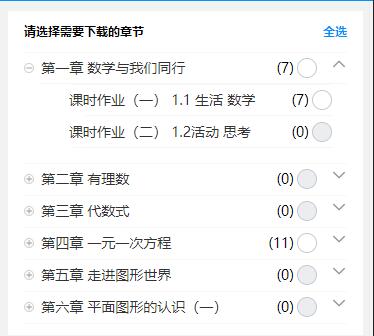 请选择需要下载的章节 全选
第一章 数学与我们同行 (7)
课时作业（一） 1.1 生活 数学 (7)
课时作业（二） 1.2活动 思考 (0)
第二章 有理数 (0)
第三章 代数式 (0)
第四章 一元一次方程 (11)
第五章 走进图形世界 (0)
第六章 平面图形的认识（一） (0)